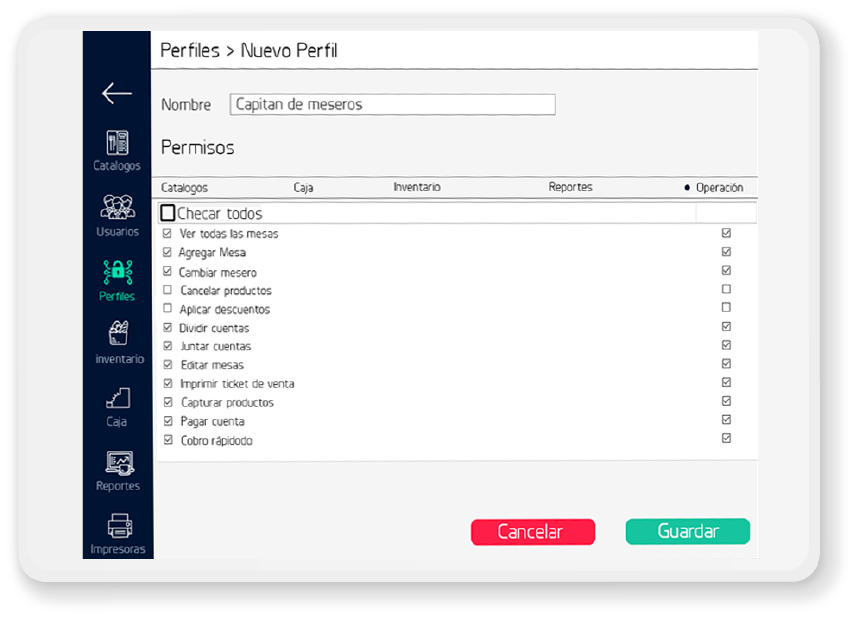 Perfiles > Nuevo Perfil
Nombre Capitan de meseros
Permisos
Catalogos Caja Inventario Reportes Operación
Checar todos
Ver todas las mesas
Agregar Mesa
Cambiar mesero
Cancelar productos
Aplicar descuentos
Dividir cuentas
Juntar cuentas
Editar mesas
Imprimir ticket de venta
Capturar productos
Pagar cuenta
Cobro rápidodo
Cancelar Guardar
Catalogos
Usuarios
Perfiles
inventario
Caja
Reportes
Impresoras